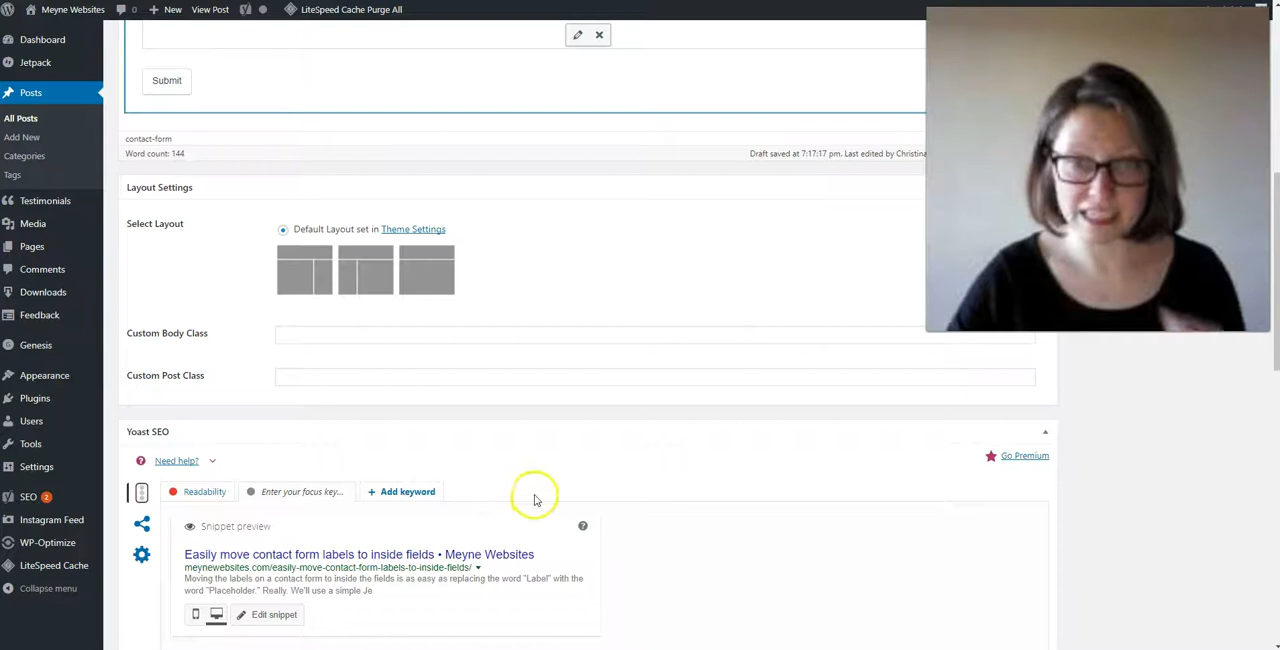 Meyne Websites 0 New View Post LiteSpeed Cache Purge All
Dashboard
Jetpack
Posts
All Posts
Add New
Categories
Tags
Testimonials
Media
Pages
Comments
Downloads
Feedback
Genesis
Appearance
Plugins
Users
Tools
Settings
SEO 2
Instagram Feed
WP-Optimize
LiteSpeed Cache
Collapse menu
Submit
contact-form
Word count: 144 Draft saved at 7:17:17 pm. Last edited by Christina
Layout Settings
Select Layout Default Layout set in Theme Settings
Custom Body Class
Custom Post Class
Yoast SEO
Need help? Go Premium
Readability Enter your focus key... + Add keyword
Snippet preview
Easily move contact form labels to inside fields • Meyne Websites
meynewebsites.com/easily-move-contact-form-labels-to-inside-fields/
Moving the labels on a contact form to inside the fields is as easy as replacing the word "Label" with the
word "Placeholder." Really. We'll use a simple Je
Edit snippet